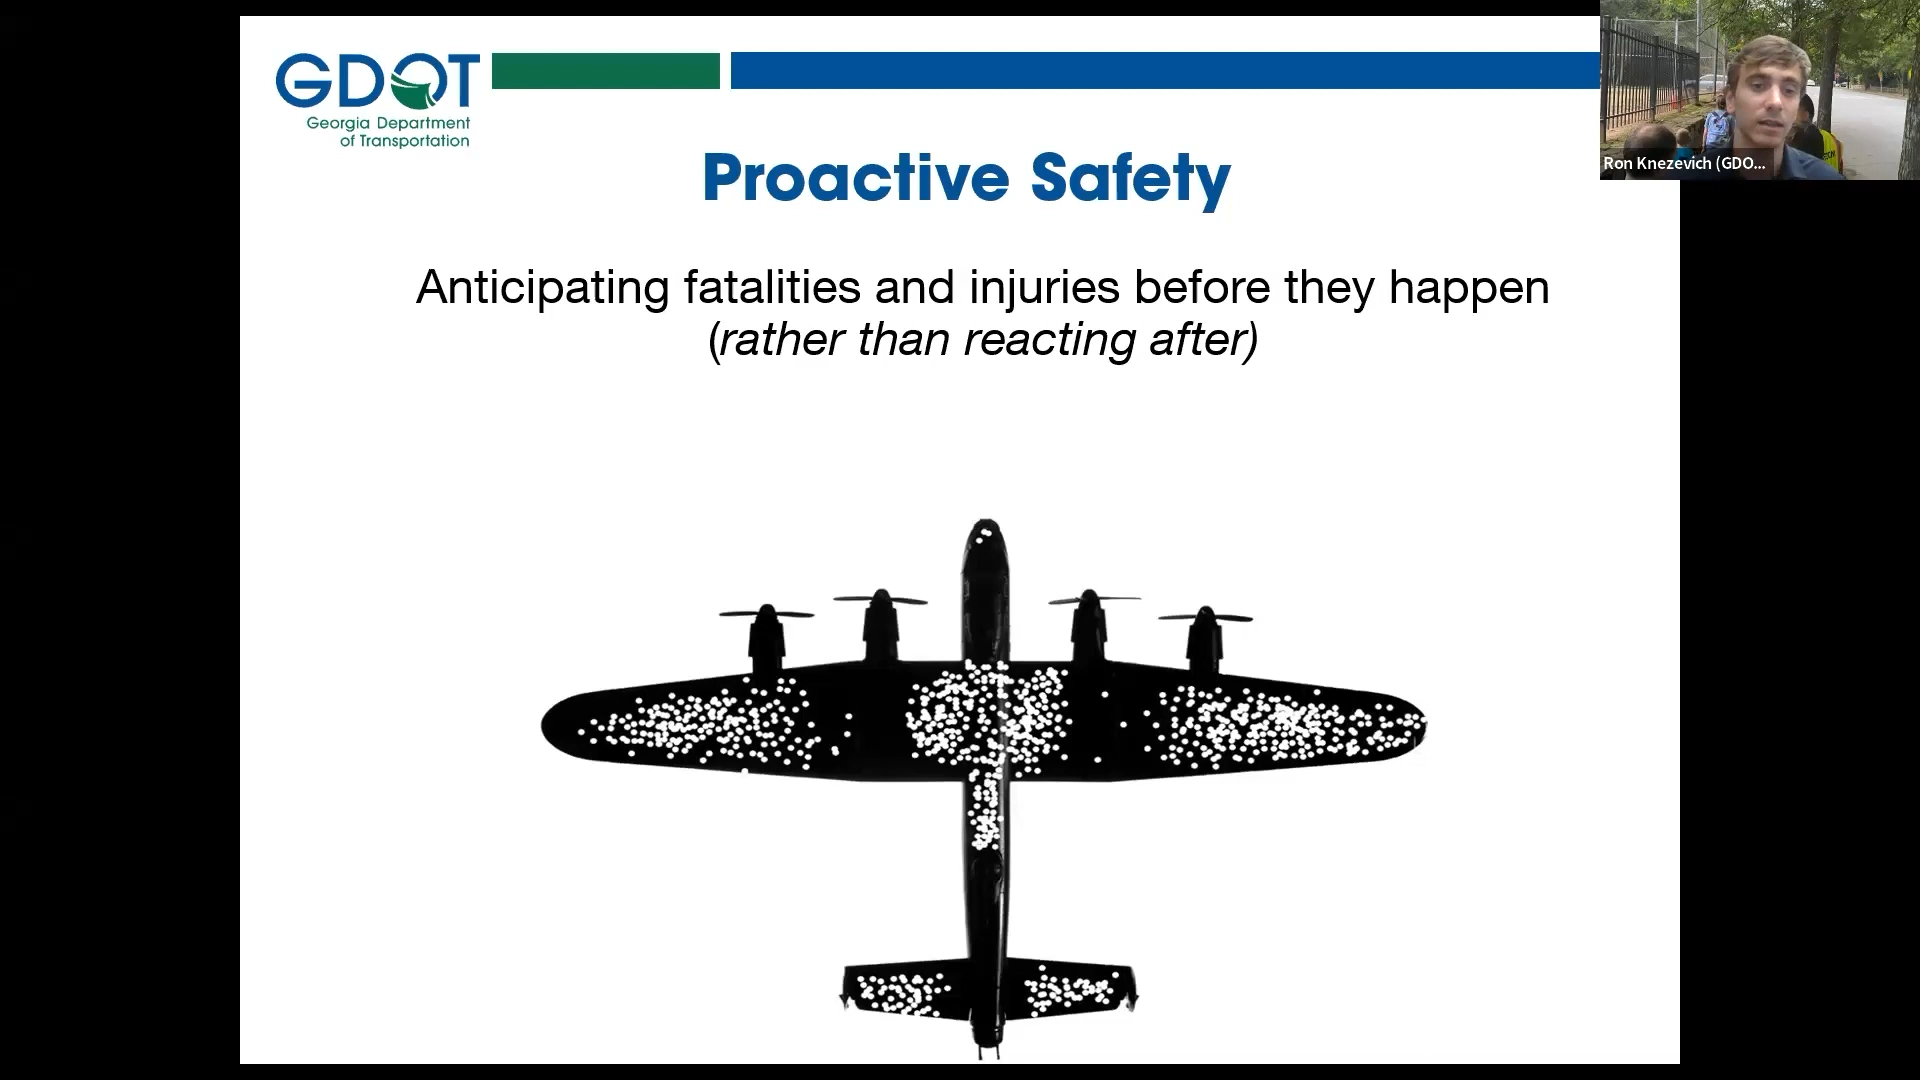 GDOT
Georgia Department
of Transportation
Ron Knezevich (GDO...
Proactive Safety
Anticipating fatalities and injuries before they happen
(rather than reacting after)